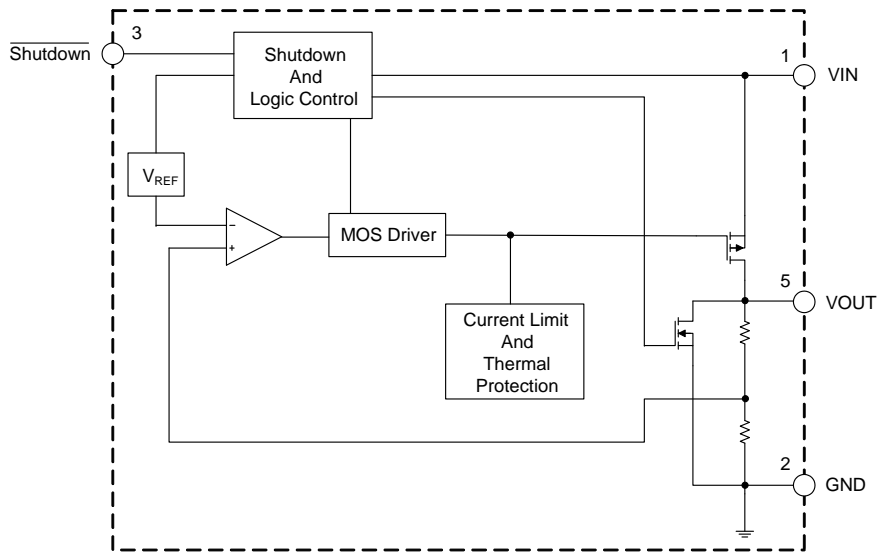 3
Shutdown
Shutdown
And
Logic Control
1
VIN
VREF
−
+
MOS Driver
5
VOUT
Current Limit
And
Thermal
Protection
2
GND